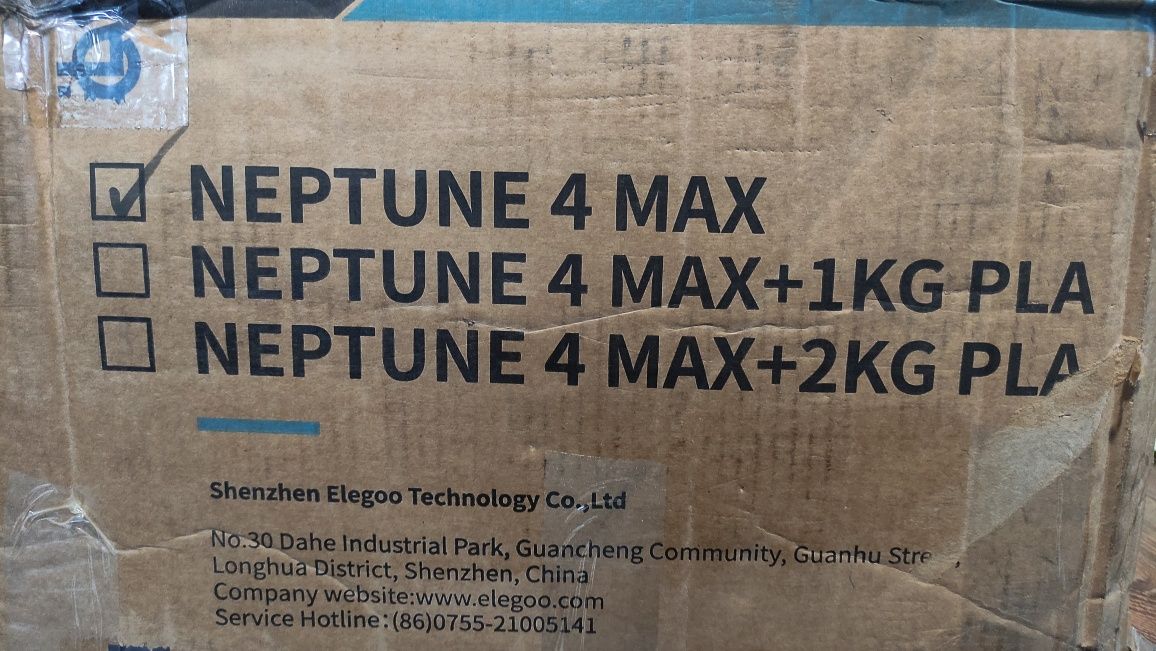 NEPTUNE 4 MAX
NEPTUNE 4 MAX+1KG PLA
NEPTUNE 4 MAX+2KG PLA
Shenzhen Elegoo Technology Co.,Ltd
No.30 Dahe Industrial Park, Guancheng Community, Guanhu
Longhua District, Shenzhen, China
Company website:www.elegoo.com
Service Hotline:(86)0755-21005141